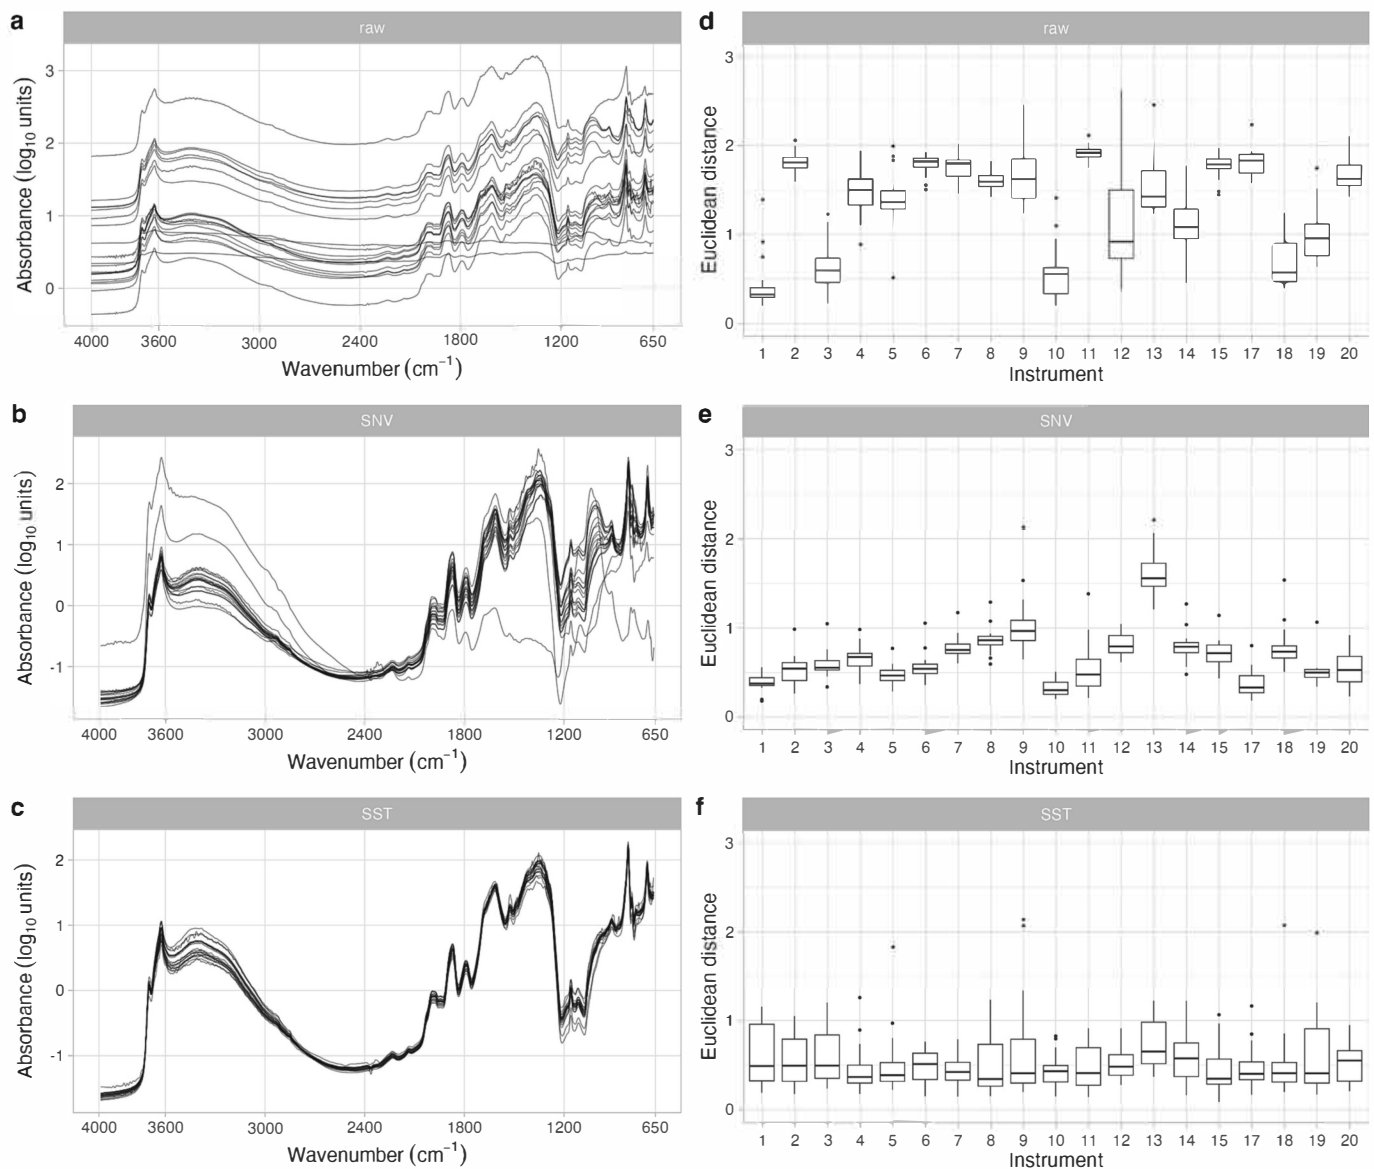 a
raw
Absorbance (log10 units)
3
2
1
0
4000 3600 3000 2400 1800 1200 650
Wavenumber (cm−1)
d
raw
Euclidean distance
3
2
1
0
1 2 3 4 5 6 7 8 9 10 11 12 13 14 15 17 18 19 20
Instrument
b
SNV
Absorbance (log10 units)
2
1
0
-1
4000 3600 3000 2400 1800 1200 650
Wavenumber (cm−1)
e
SNV
Euclidean distance
3
2
1
0
1 2 3 4 5 6 7 8 9 10 11 12 13 14 15 17 18 19 20
Instrument
c
SST
Absorbance (log10 units)
2
1
0
-1
4000 3600 3000 2400 1800 1200 650
Wavenumber (cm−1)
f
SST
Euclidean distance
3
2
1
0
1 2 3 4 5 6 7 8 9 10 11 12 13 14 15 17 18 19 20
Instrument